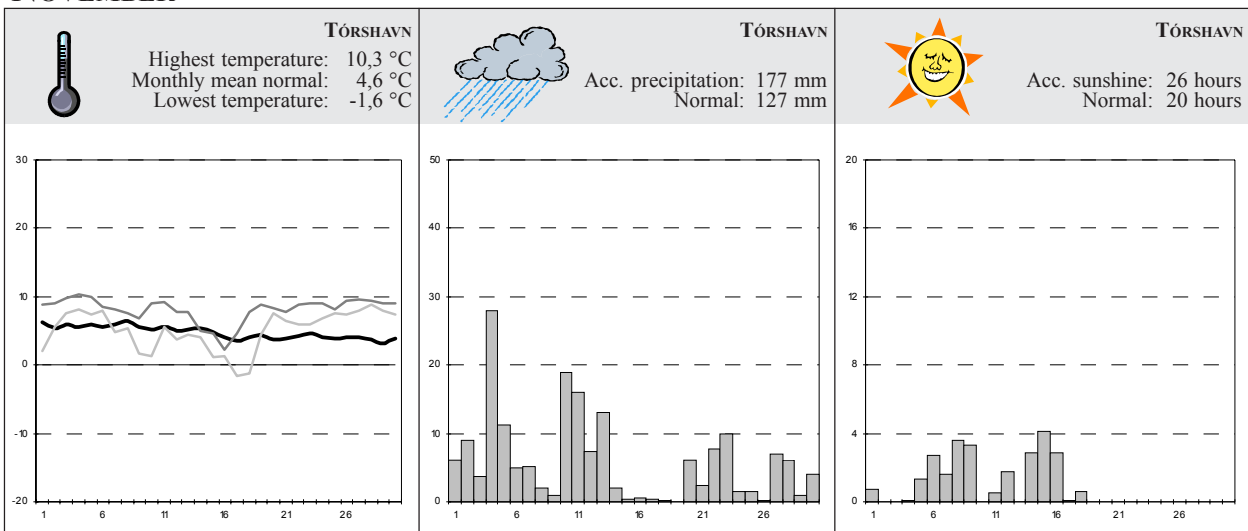 TÓRSHAVN
Highest temperature: 10,3 °C
Monthly mean normal: 4,6 °C
Lowest temperature: -1,6 °C
TÓRSHAVN
Acc. precipitation: 177 mm
Normal: 127 mm
TÓRSHAVN
Acc. sunshine: 26 hours
Normal: 20 hours
30
20
10
0
-10
-20
1 6 11 16 21 26
50
40
30
20
10
0
1 6 11 16 21 26
20
16
12
8
4
0
1 6 11 16 21 26